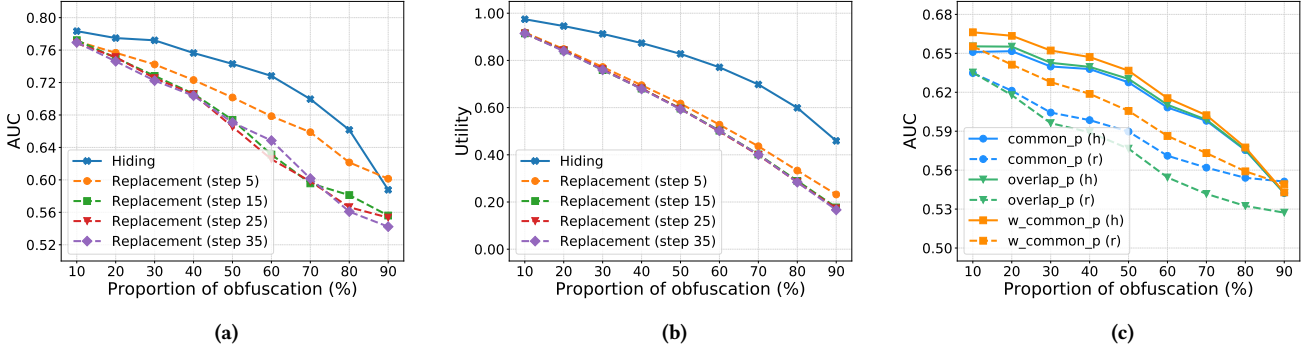 0.80
0.76
0.72
0.68
0.64
0.60
0.56
0.52
AUC
Hiding
Replacement (step 5)
Replacement (step 15)
Replacement (step 25)
Replacement (step 35)
10 20 30 40 50 60 70 80 90
Proportion of obfuscation (%)
(a)
1.00
0.80
0.60
0.40
0.20
0.00
Utility
Hiding
Replacement (step 5)
Replacement (step 15)
Replacement (step 25)
Replacement (step 35)
10 20 30 40 50 60 70 80 90
Proportion of obfuscation (%)
(b)
0.68
0.65
0.62
0.59
0.56
0.53
0.50
AUC
common_p (h)
common_p (r)
overlap_p (h)
overlap_p (r)
w_common_p (h)
w_common_p (r)
10 20 30 40 50 60 70 80 90
Proportion of obfuscation (%)
(c)